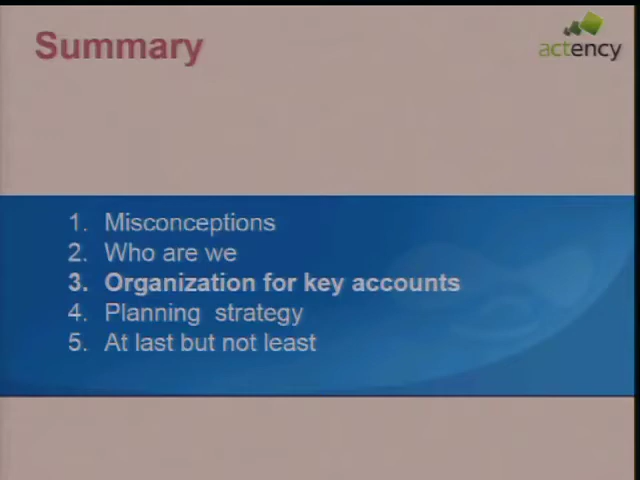 Summary
actency
1. Misconceptions
2. Who are we
3. Organization for key accounts
4. Planning strategy
5. At last but not least